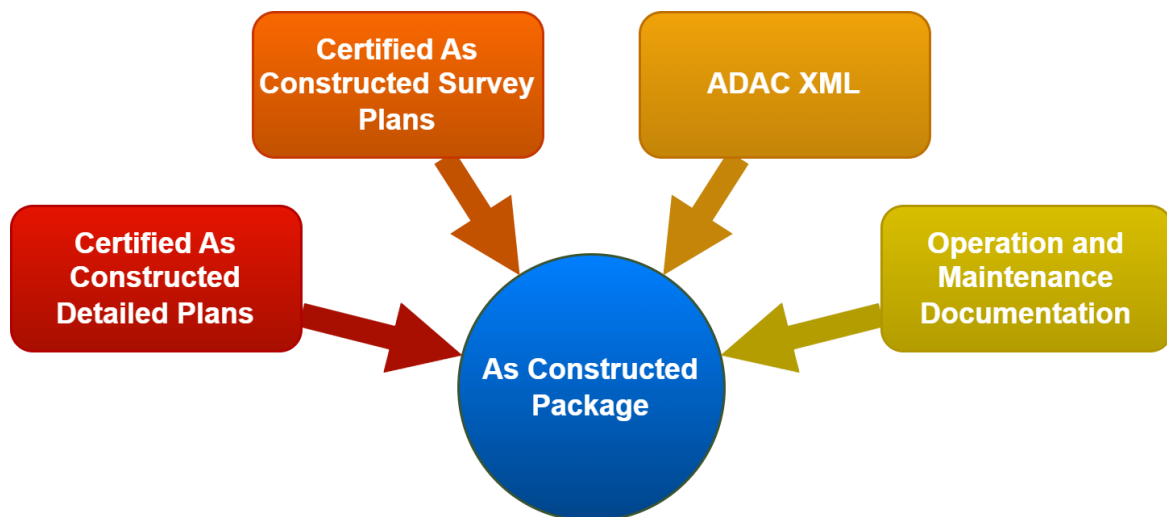 Certified As
Constructed Survey
Plans
ADAC XML
Certified As
Constructed
Detailed Plans
Operation and
Maintenance
Documentation
As Constructed
Package